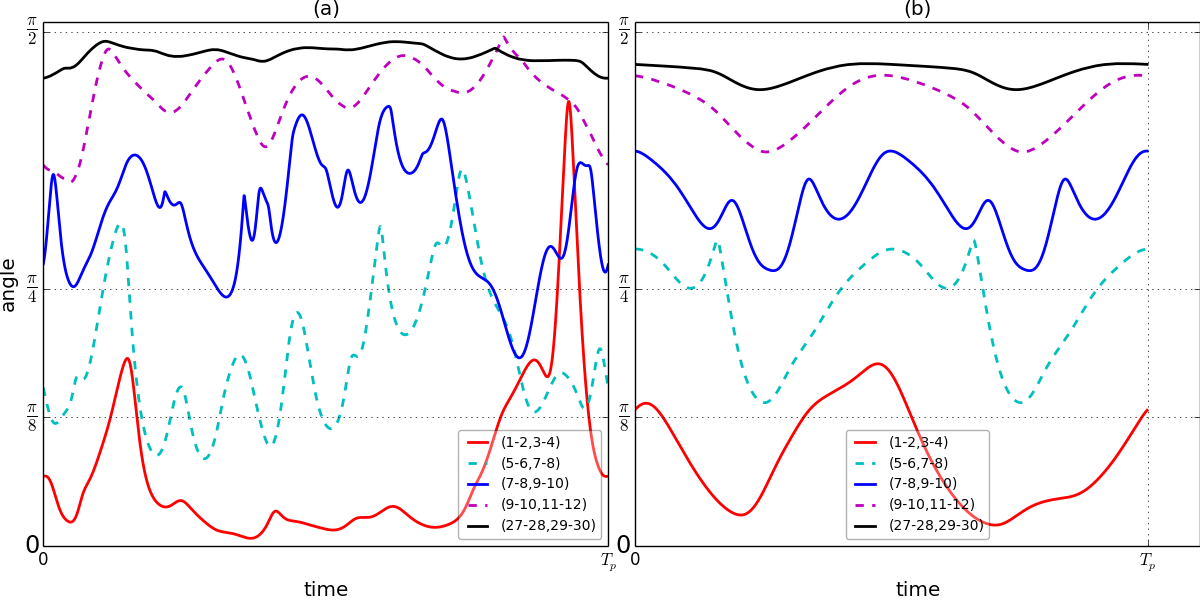 (a)
(b)
π/2
π/2
angle
π/4
π/4
π/8
π/8
(1-2,3-4)
(5-6,7-8)
(7-8,9-10)
(9-10,11-12)
(27-28,29-30)
(1-2,3-4)
(5-6,7-8)
(7-8,9-10)
(9-10,11-12)
(27-28,29-30)
0
0
0
T_p
0
T_p
time
time